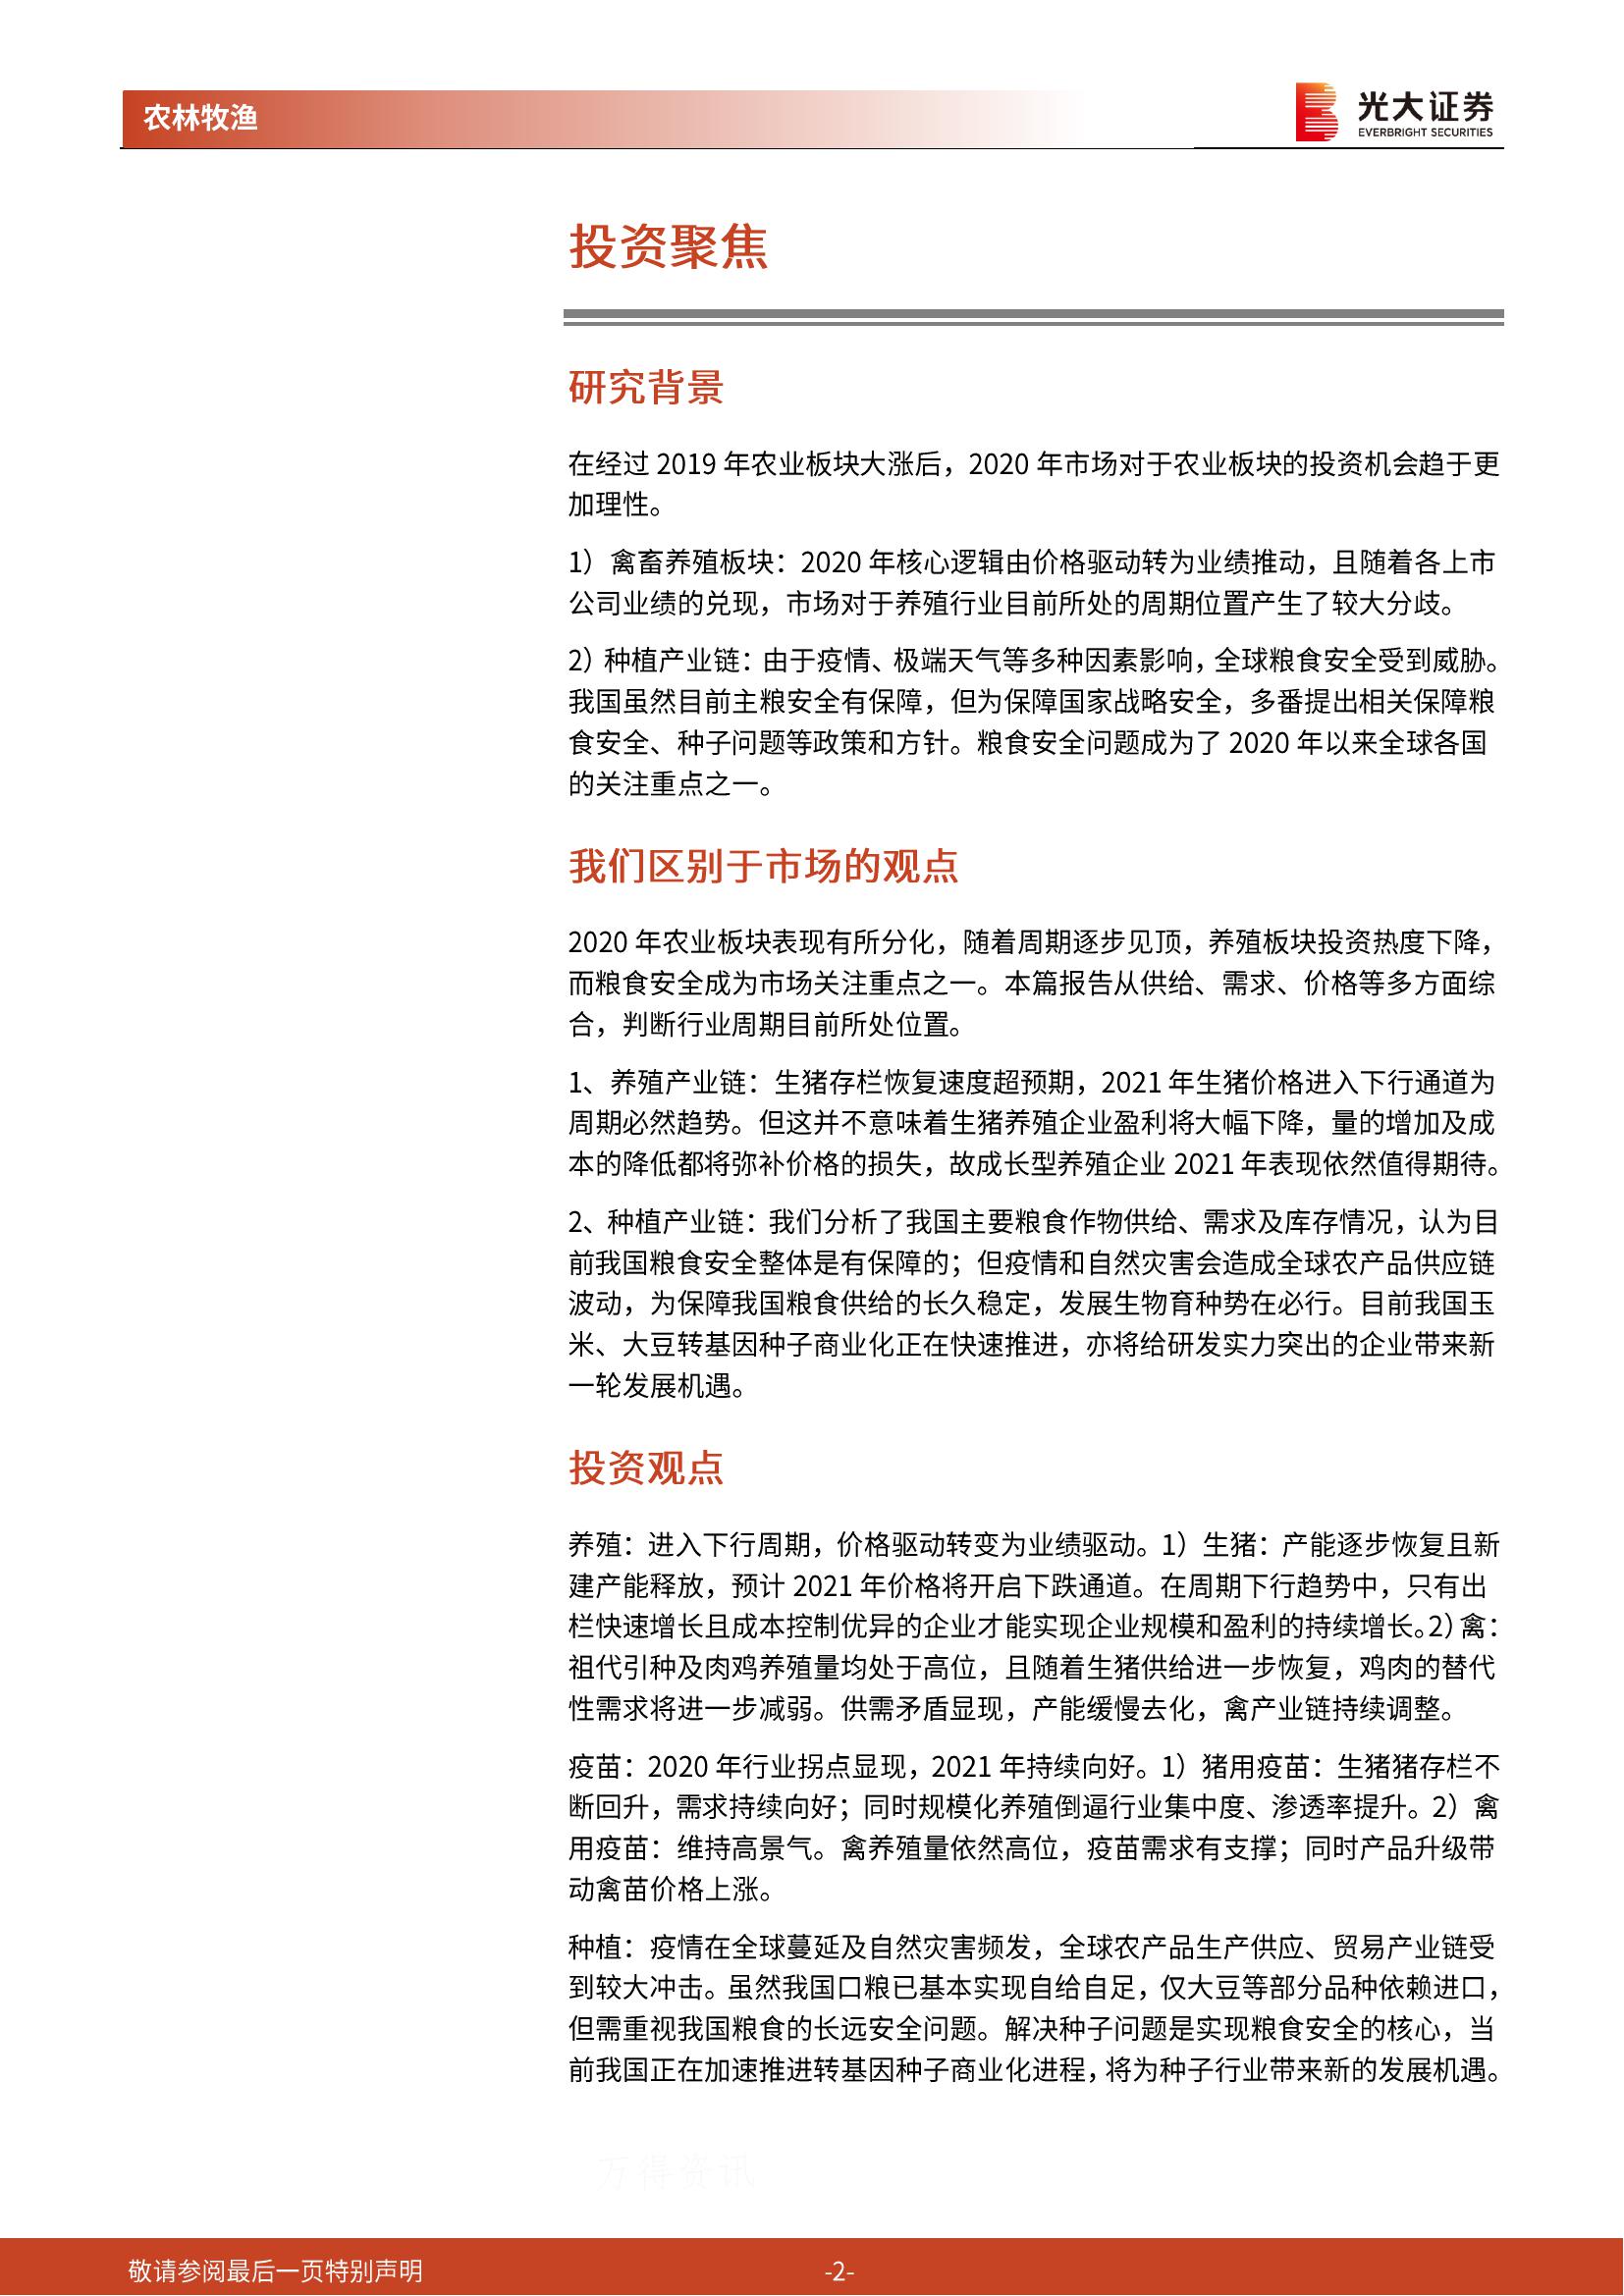 农林牧渔
光大证券
EVERBRIGHT SECURITIES
投资聚焦
研究背景
在经过 2019 年农业板块大涨后，2020 年市场对于农业板块的投资机会趋于更
加理性。
1）禽畜养殖板块：2020 年核心逻辑由价格驱动转为业绩推动，且随着各上市
公司业绩的兑现，市场对于养殖行业目前所处的周期位置产生了较大分歧。
2）种植产业链：由于疫情、极端天气等多种因素影响，全球粮食安全受到威胁。
我国虽然目前主粮安全有保障，但为保障国家战略安全，多番提出相关保障粮
食安全、种子问题等政策和方针。粮食安全问题成为了 2020 年以来全球各国
的关注重点之一。
我们区别于市场的观点
2020 年农业板块表现有所分化，随着周期逐步见顶，养殖板块投资热度下降，
而粮食安全成为市场关注重点之一。本篇报告从供给、需求、价格等多方面综
合，判断行业周期目前所处位置。
1、养殖产业链：生猪存栏恢复速度超预期，2021 年生猪价格进入下行通道为
周期必然趋势。但这并不意味着生猪养殖企业盈利将大幅下降，量的增加及成
本的降低都将弥补价格的损失，故成长型养殖企业 2021 年表现依然值得期待。
2、种植产业链：我们分析了我国主要粮食作物供给、需求及库存情况，认为目
前我国粮食安全整体是有保障的；但疫情和自然灾害会造成全球农产品供应链
波动，为保障我国粮食供给的长久稳定，发展生物育种势在必行。目前我国玉
米、大豆转基因种子商业化正在快速推进，亦将给研发实力突出的企业带来新
一轮发展机遇。
投资观点
养殖：进入下行周期，价格驱动转变为业绩驱动。1）生猪：产能逐步恢复且新
建产能释放，预计 2021 年价格将开启下跌通道。在周期下行趋势中，只有出
栏快速增长且成本控制优异的企业才能实现企业规模和盈利的持续增长。2）禽：
祖代引种及肉鸡养殖量均处于高位，且随着生猪供给进一步恢复，鸡肉的替代
性需求将进一步减弱。供需矛盾显现，产能缓慢去化，禽产业链持续调整。
疫苗：2020 年行业拐点显现，2021 年持续向好。1）猪用疫苗：生猪猪存栏不
断回升，需求持续向好；同时规模化养殖倒逼行业集中度、渗透率提升。2）禽
用疫苗：维持高景气。禽养殖量依然高位，疫苗需求有支撑；同时产品升级带
动禽苗价格上涨。
种植：疫情在全球蔓延及自然灾害频发，全球农产品生产供应、贸易产业链受
到较大冲击。虽然我国口粮已基本实现自给自足，仅大豆等部分品种依赖进口，
但需重视我国粮食的长远安全问题。解决种子问题是实现粮食安全的核心，当
前我国正在加速推进转基因种子商业化进程，将为种子行业带来新的发展机遇。
万得资讯
敬请参阅最后一页特别声明
-2-